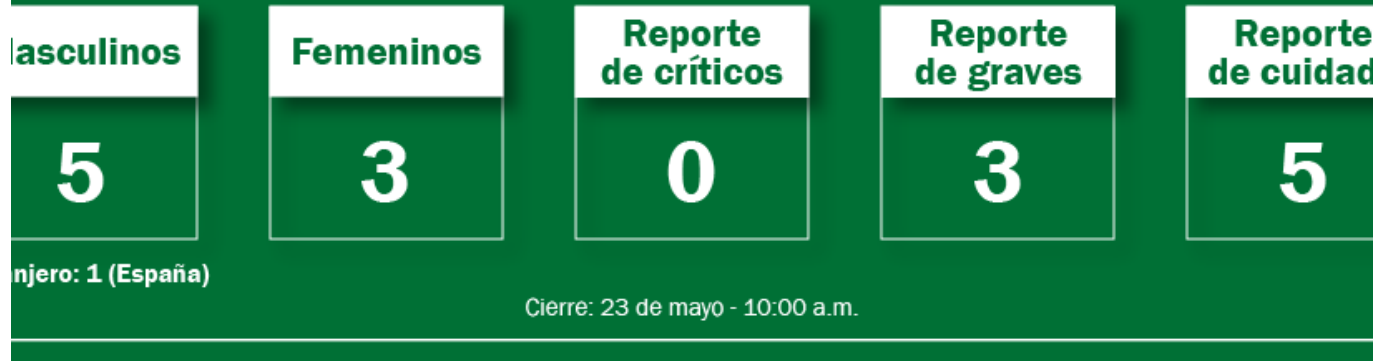 asculinos
Femeninos
Reporte
de críticos
Reporte
de graves
Reporte
de cuidad
5
3
0
3
5
njero: 1 (España)
Cierre: 23 de mayo - 10:00 a.m.